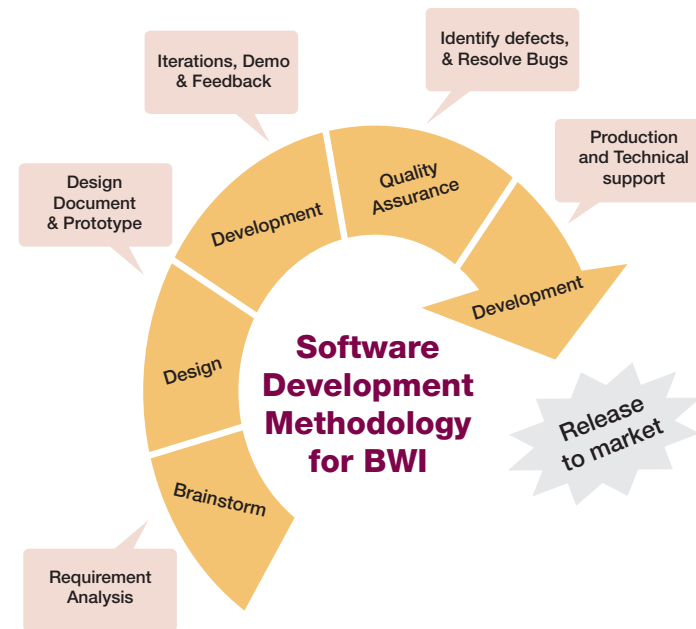 Iterations, Demo
& Feedback
Identify defects,
& Resolve Bugs
Production
and Technical
support
Design
Document
& Prototype
Quality
Assurance
Development
Development
Design
Software
Development
Methodology
for BWI
Release
to market
Brainstorm
Requirement
Analysis